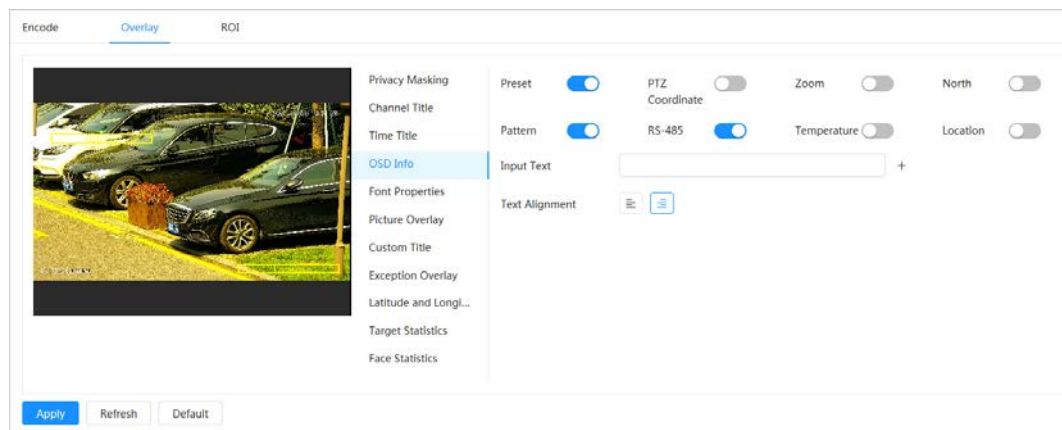 Encode Overlay ROI
Privacy Masking
Channel Title
Time Title
OSD Info
Font Properties
Picture Overlay
Custom Title
Exception Overlay
Latitude and Longi...
Target Statistics
Face Statistics
Preset PTZ Coordinate Zoom North
Pattern RS-485 Temperature Location
Input Text +
Text Alignment
Apply Refresh Default